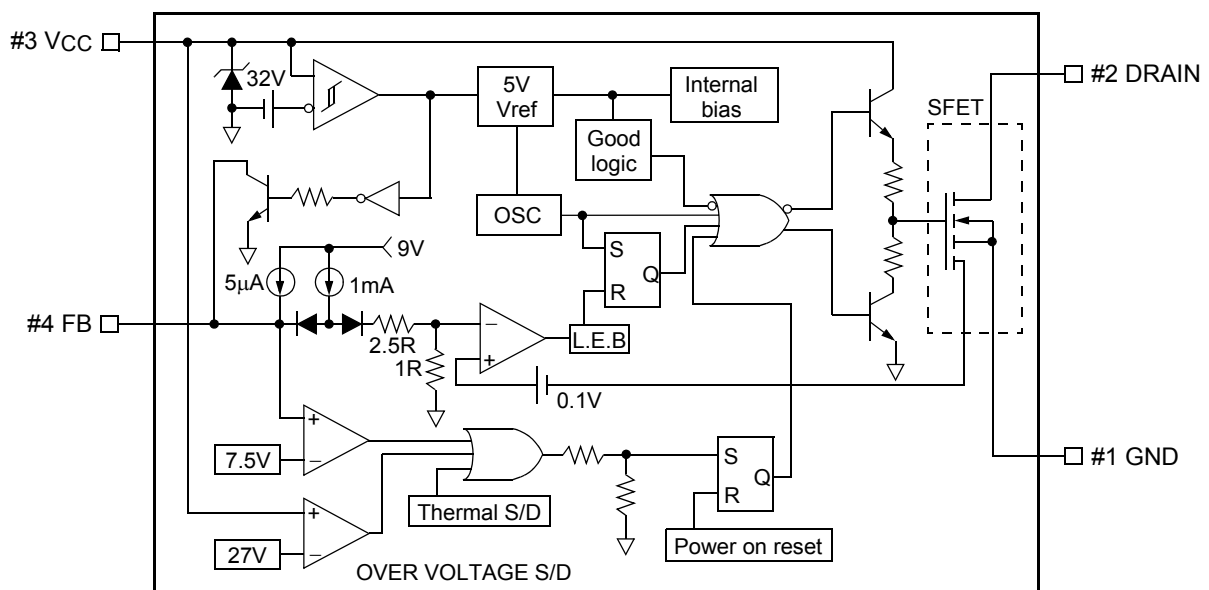 #3 VCC
32V
5V
Vref
Internal
bias
Good
logic
OSC
SFET
#2 DRAIN
9V
5μA
1mA
S
R
Q
#4 FB
2.5R
1R
−
+
L.E.B
0.1V
+
−
7.5V
#1 GND
S
R
Q
Thermal S/D
+
−
27V
Power on reset
OVER VOLTAGE S/D